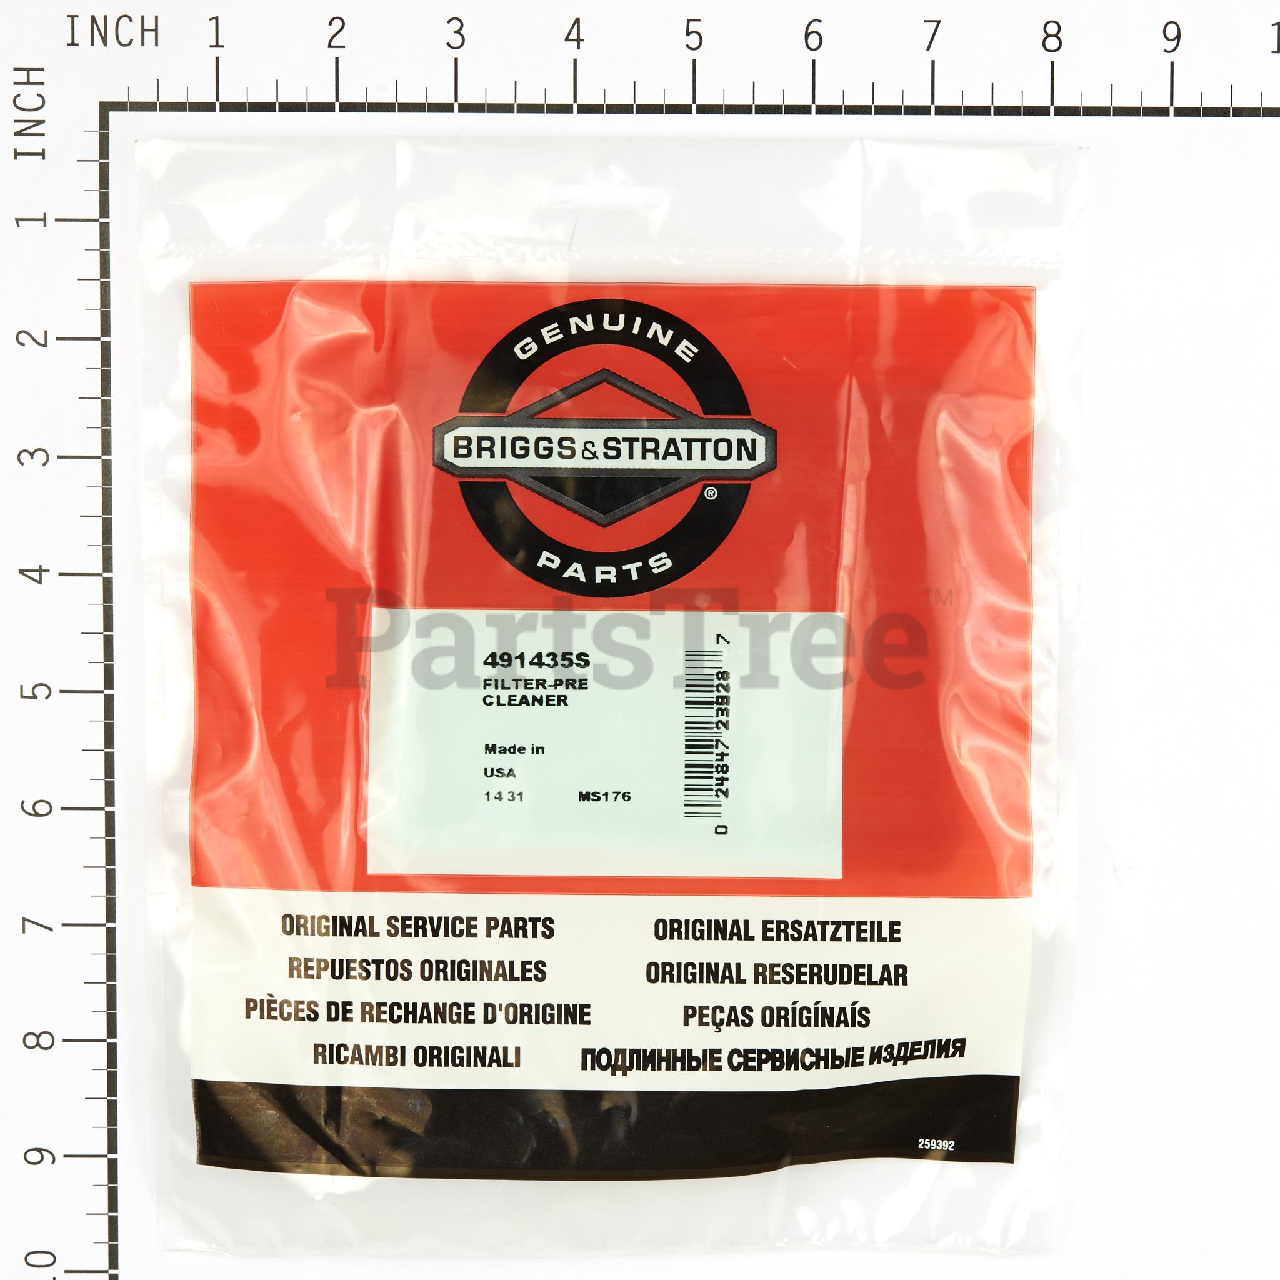 INCH 1 2 3 4 5 6 7 8 9
INCH 1 2 3 4 5 6 7 8 9
GENUINE
BRIGGS & STRATTON
®
PARTS
PartsTree™
491435S
FILTER-PRE
CLEANER
Made in
USA
1431 MS176
0 24847 23928 7
ORIGINAL SERVICE PARTS
REPUESTOS ORIGINALES
PIÈCES DE RECHANGE D'ORIGINE
RICAMBI ORIGINALI
ORIGINAL ERSATZTEILE
ORIGINAL RESERUDELAR
PEÇAS ORÍGÍNAÍS
ПОДЛИННЫЕ СЕРВИСНЫЕ ИЗДЕЛИЯ
259392